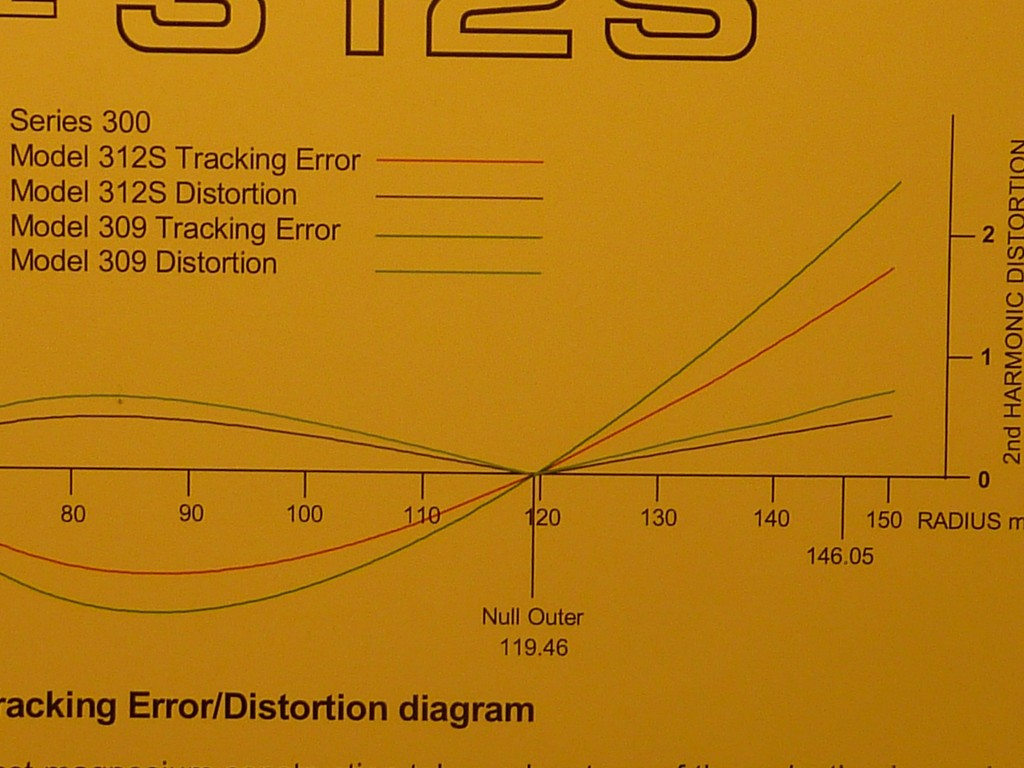 312S
Series 300
Model 312S Tracking Error
Model 312S Distortion
Model 309 Tracking Error
Model 309 Distortion
2
1
0
2nd HARMONIC DISTORTION
80 90 100 110 120 130 140 150 RADIUS m
146.05
Null Outer
119.46
racking Error/Distortion diagram